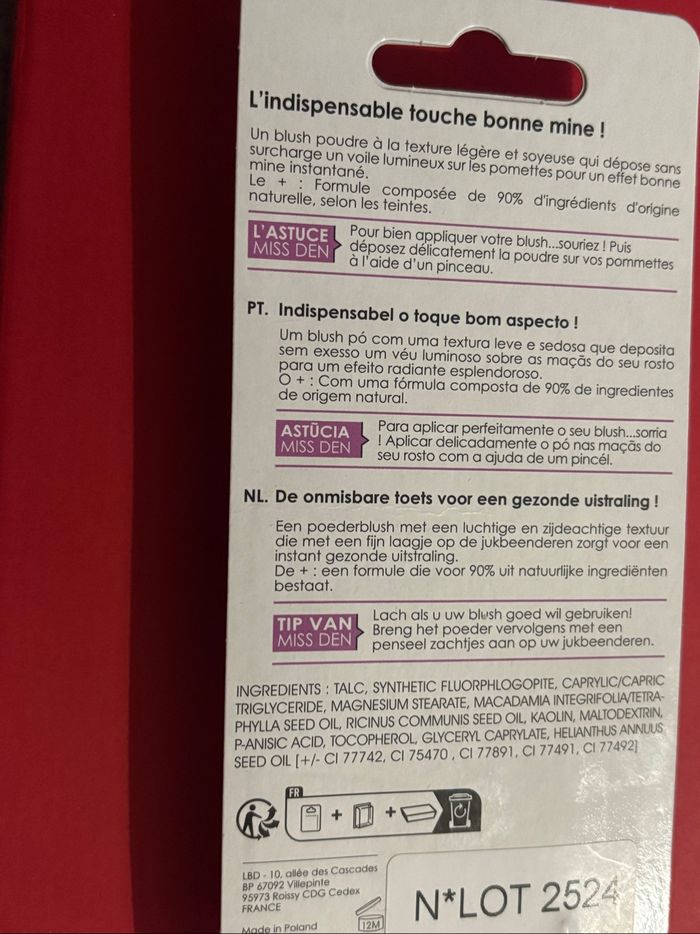 L'indispensable touche bonne mine !
Un blush poudre à la texture légère et soyeuse qui dépose sans
surcharge un voile lumineux sur les pomettes pour un effet bonne
mine instantané.
Le + : Formule composée de 90% d'ingrédients d'origine
naturelle, selon les teintes.
L'ASTUCE
MISS DEN
Pour bien appliquer votre blush...souriez ! Puis
déposez délicatement la poudre sur vos pommettes
à l'aide d'un pinceau.
PT. Indispensabel o toque bom aspecto !
Um blush pó com uma textura leve e sedosa que deposita
sem exesso um véu luminoso sobre as maçãs do seu rosto
para um efeito radiante esplendoroso.
O + : Com uma fórmula composta de 90% de ingredientes
de origem natural.
ASTÜCIA
MISS DEN
Para aplicar perfeitamente o seu blush...sorria
! Aplicar delicadamente o pó nas maçãs do
seu rosto com a ajuda de um pincél.
NL. De onmisbare toets voor een gezonde uistraling !
Een poederblush met een luchtige en zijdeachtige textuur
die met een fijn laagje op de jukbeenderen zorgt voor een
instant gezonde uitstraling.
De + : een formule die voor 90% uit natuurlijke ingrediënten
bestaat.
TIP VAN
MISS DEN
Lach als u uw blush goed wil gebruiken!
Breng het poeder vervolgens met een
penseel zachtjes aan op uw jukbeenderen.
INGREDIENTS : TALC, SYNTHETIC FLUORPHLOGOPITE, CAPRYLIC/CAPRIC
TRIGLYCERIDE, MAGNESIUM STEARATE, MACADAMIA INTEGRIFOLIA/TETRA-
PHYLLA SEED OIL, RICINUS COMMUNIS SEED OIL, KAOLIN, MALTODEXTRIN,
P-ANISIC ACID, TOCOPHEROL, GLYCERYL CAPRYLATE, HELIANTHUS ANNUUS
SEED OIL [+/- CI 77742, CI 75470 , CI 77891, CI 77491, CI 77492]
FR
+ +
LBD - 10, allée des Cascades
BP 67092 Villepinte
95973 Roissy CDG Cedex
FRANCE
Made in Poland
12M
N*LOT 2524